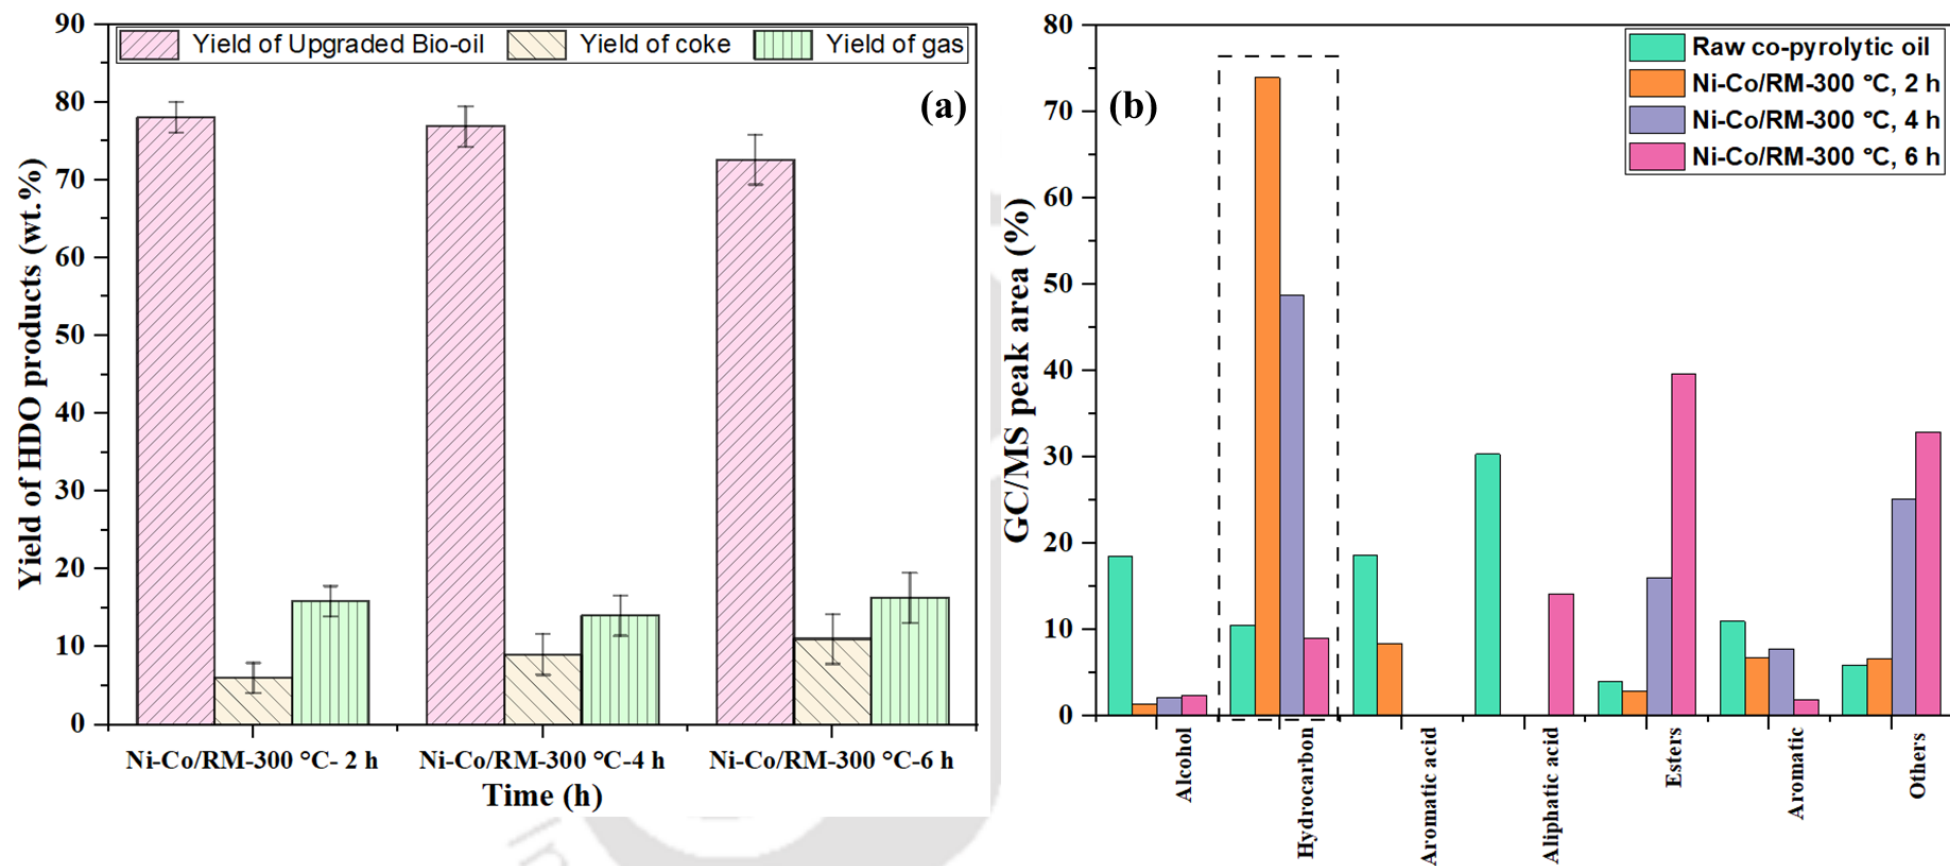 Yield of HDO products (wt.%)
90
80
70
60
50
40
30
20
10
0
Yield of Upgraded Bio-oil Yield of coke Yield of gas
(a)
Ni-Co/RM-300 °C- 2 h Ni-Co/RM-300 °C-4 h Ni-Co/RM-300 °C-6 h
Time (h)
GC/MS peak area (%)
80
70
60
50
40
30
20
10
0
(b)
Raw co-pyrolytic oil
Ni-Co/RM-300 °C, 2 h
Ni-Co/RM-300 °C, 4 h
Ni-Co/RM-300 °C, 6 h
Alcohol
Hydrocarbon
Aromatic acid
Aliphatic acid
Esters
Aromatic
Others